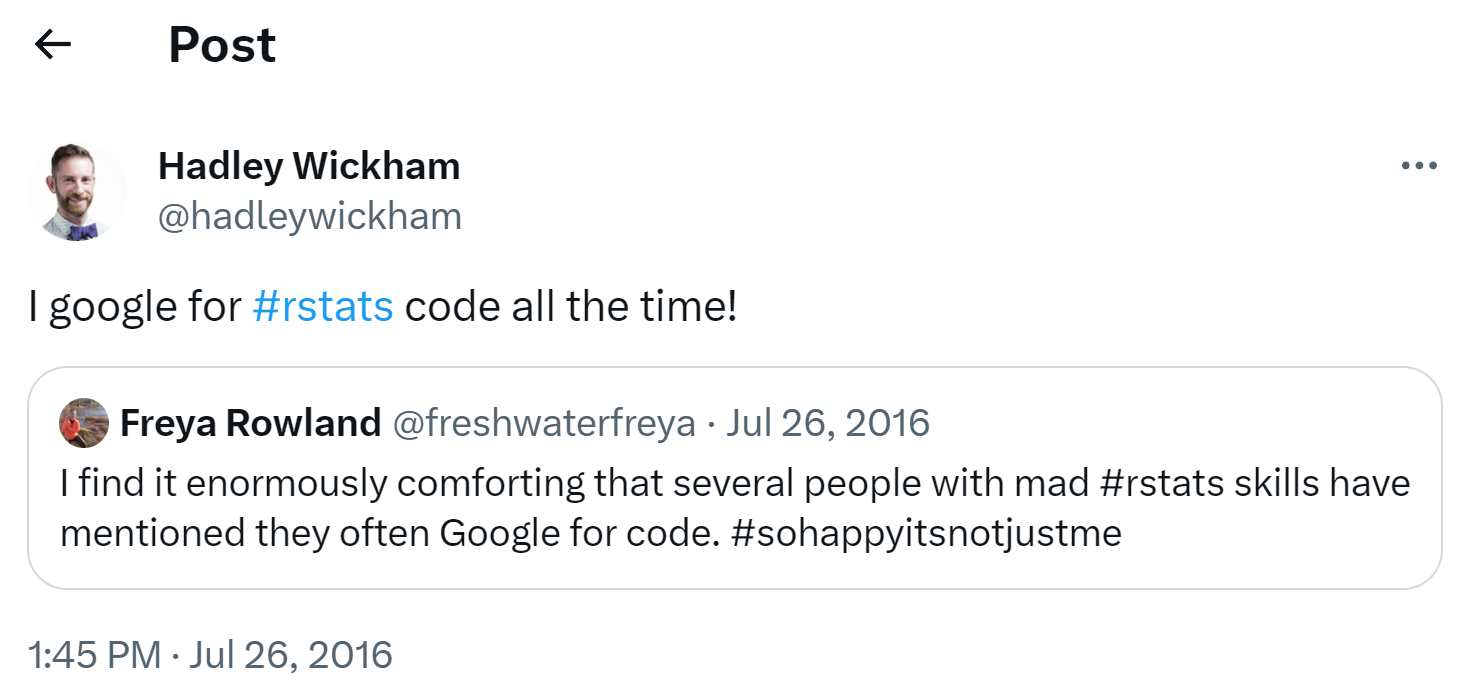 Post
Hadley Wickham
@hadleywickham
I google for #rstats code all the time!
Freya Rowland @freshwaterfreya · Jul 26, 2016
I find it enormously comforting that several people with mad #rstats skills have
mentioned they often Google for code. #sohappyitsnotjustme
1:45 PM · Jul 26, 2016